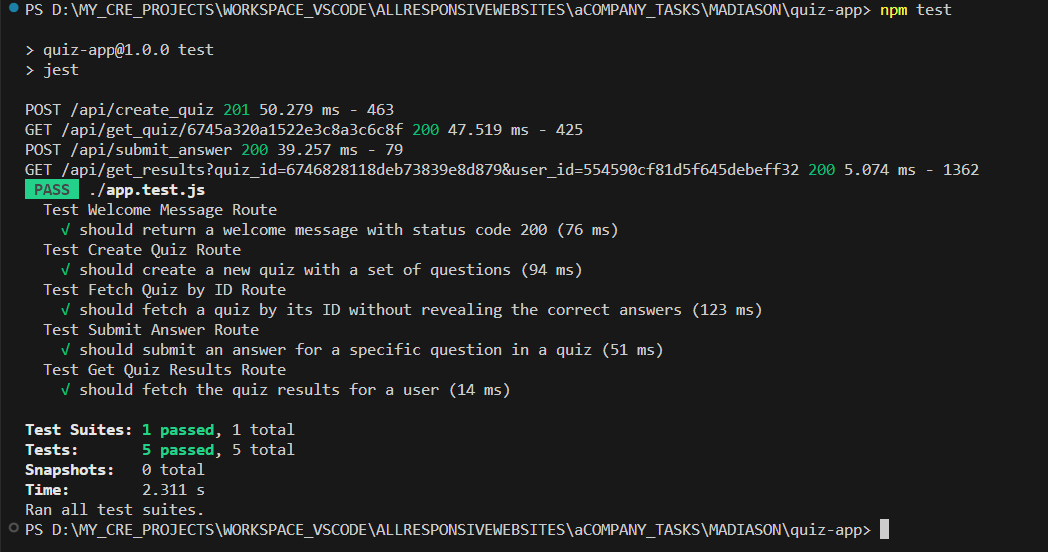 PS D:\MY_CRE_PROJECTS\WORKSPACE_VSCODE\ALLRESPONSIVEWEBSITES\aCOMPANY_TASKS\MADIASON\quiz-app> npm test
> quiz-app@1.0.0 test
> jest
POST /api/create_quiz 201 50.279 ms - 463
GET /api/get_quiz/6745a320a1522e3c8a3c6c8f 200 47.519 ms - 425
POST /api/submit_answer 200 39.257 ms - 79
GET /api/get_results?quiz_id=6746828118deb73839e8d879&user_id=554590cf81d5f645debeff32 200 5.074 ms - 1362
PASS ./app.test.js
Test Welcome Message Route
√ should return a welcome message with status code 200 (76 ms)
Test Create Quiz Route
√ should create a new quiz with a set of questions (94 ms)
Test Fetch Quiz by ID Route
√ should fetch a quiz by its ID without revealing the correct answers (123 ms)
Test Submit Answer Route
√ should submit an answer for a specific question in a quiz (51 ms)
Test Get Quiz Results Route
√ should fetch the quiz results for a user (14 ms)
Test Suites: 1 passed, 1 total
Tests: 5 passed, 5 total
Snapshots: 0 total
Time: 2.311 s
Ran all test suites.
PS D:\MY_CRE_PROJECTS\WORKSPACE_VSCODE\ALLRESPONSIVEWEBSITES\aCOMPANY_TASKS\MADIASON\quiz-app>